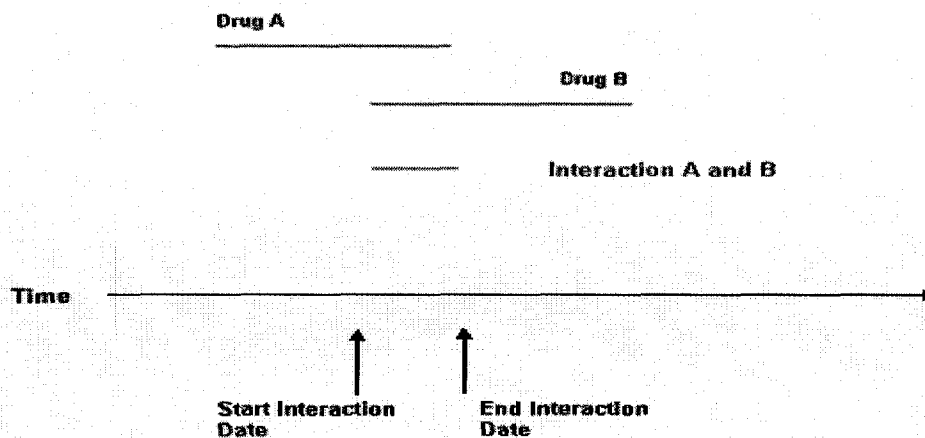 Drug A
Drug B
Interaction A and B
Time
Start Interaction
Date
End Interaction
Date